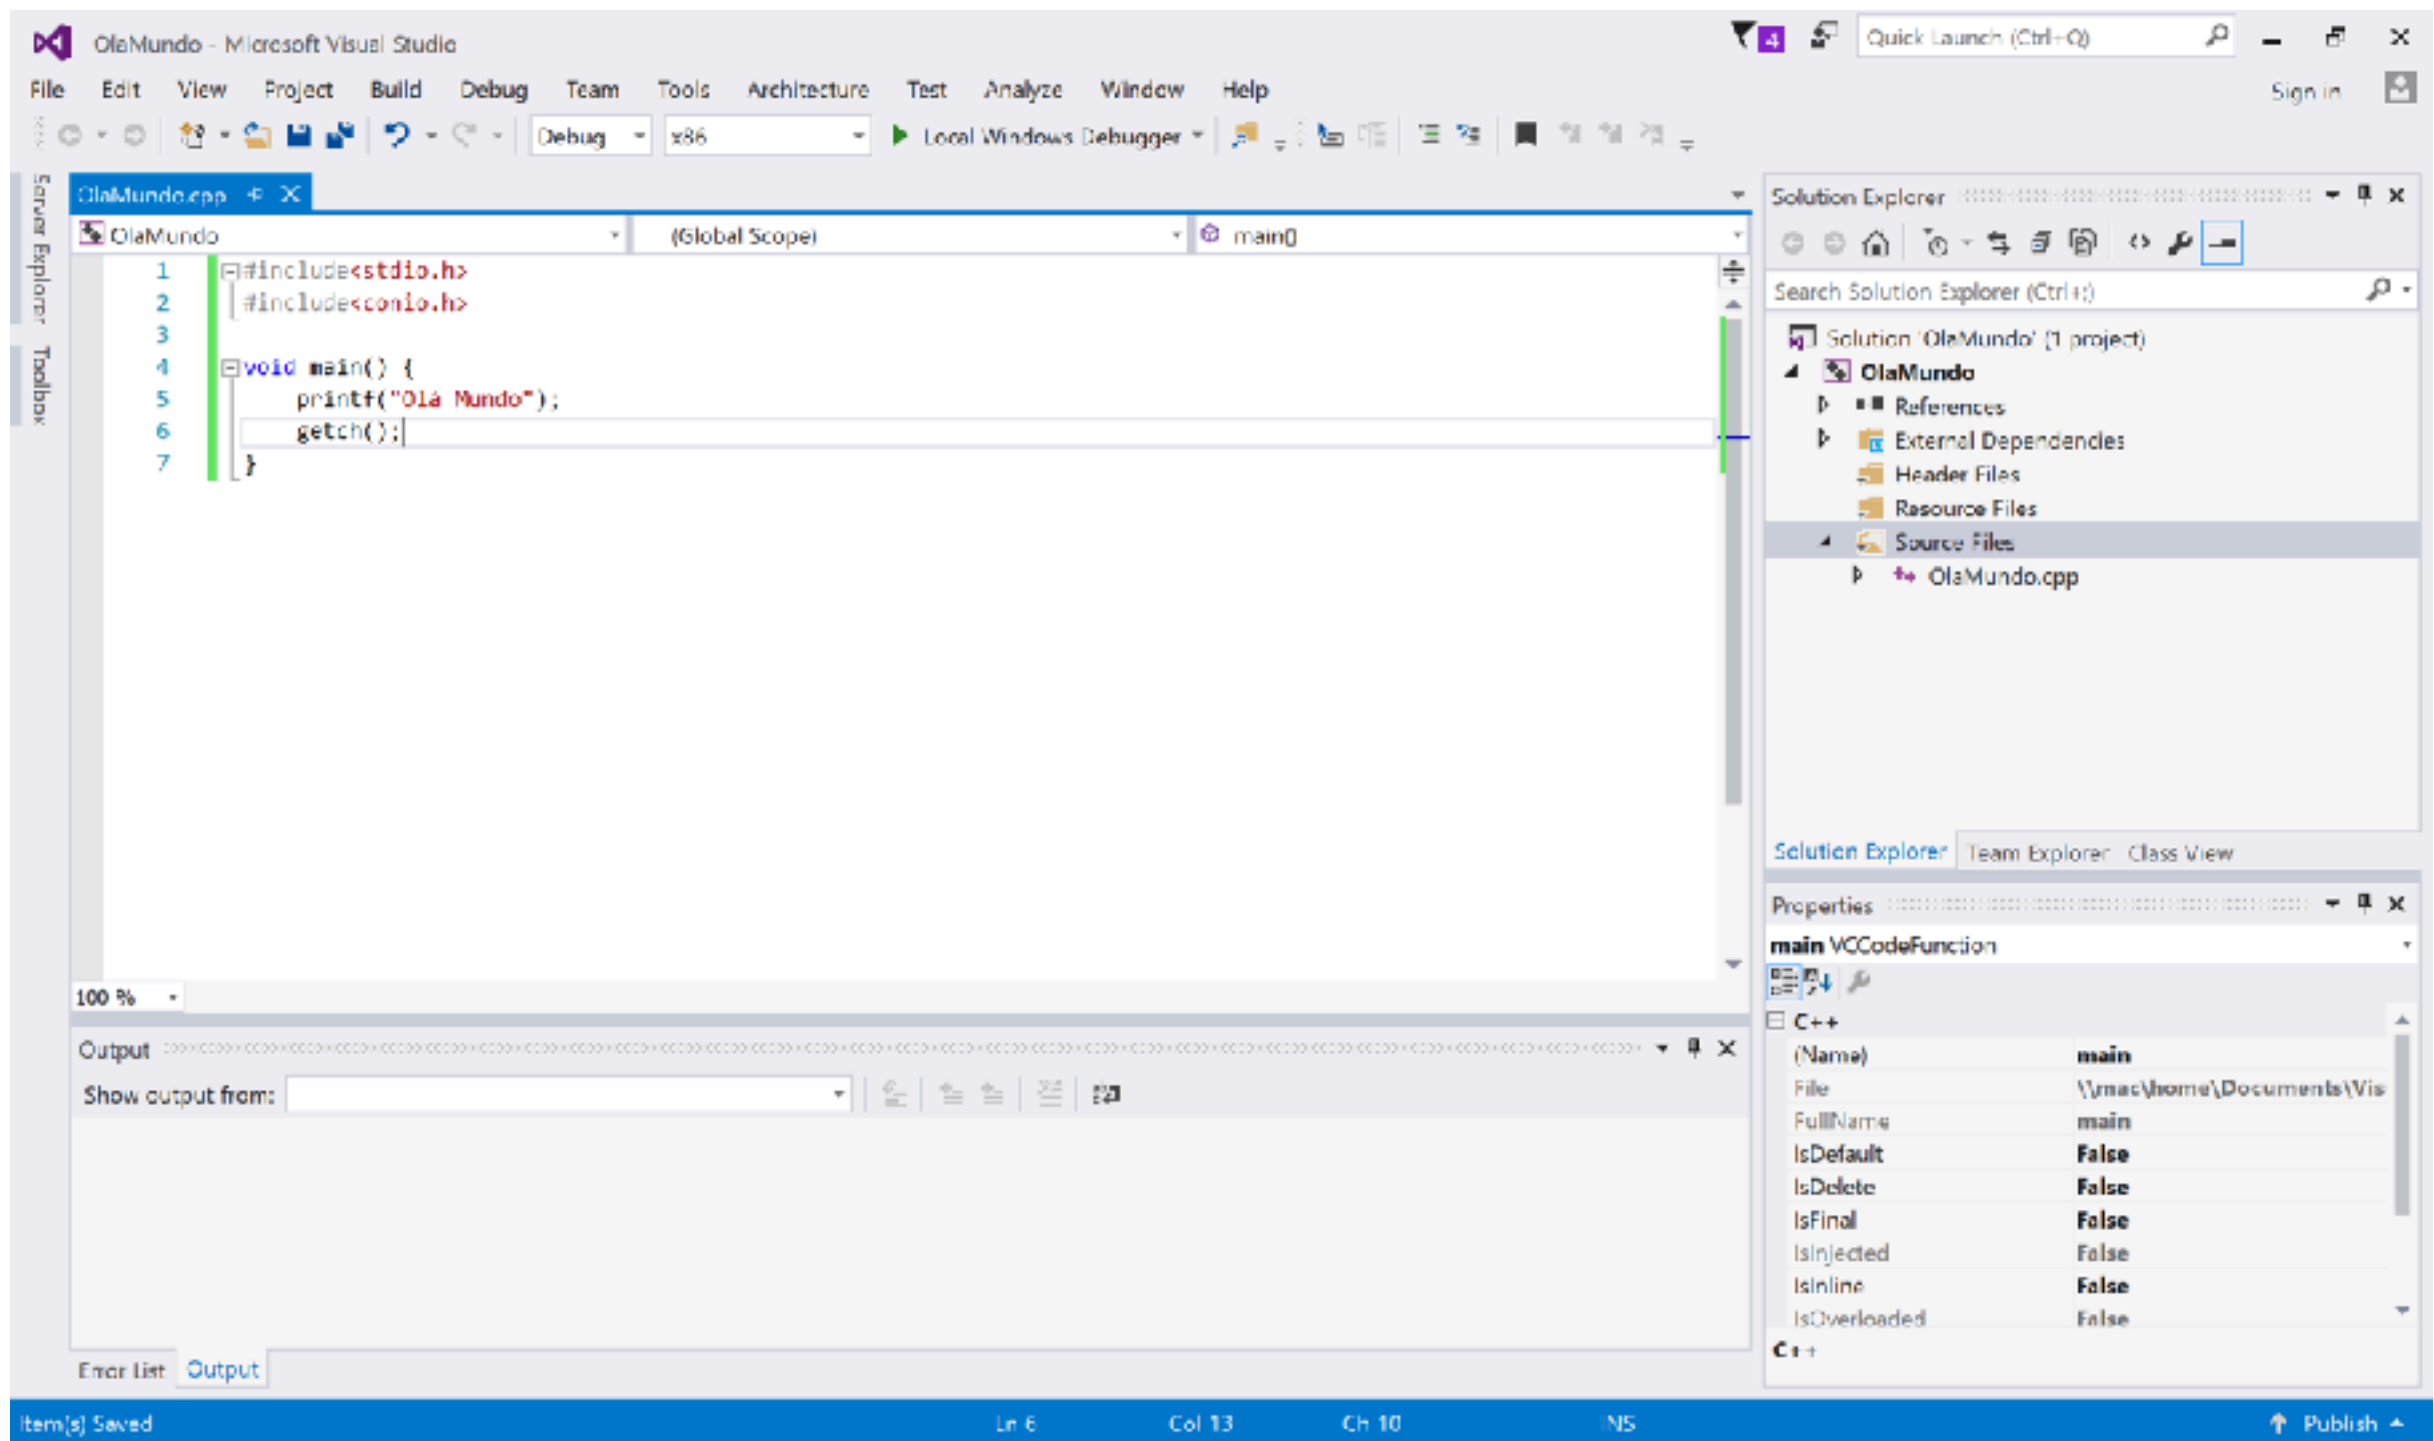 OlaMundo - Microsoft Visual Studio
4
Quick Launch (Ctrl+Q)
File Edit View Project Build Debug Team Tools Architecture Test Analyze Window Help
Sign in
Debug x86 Local Windows Debugger
Server Explorer
Toolbox
OlaMundo.cpp
OlaMundo (Global Scope) main()
1 #include<stdio.h>
2 #include<conio.h>
3
4 void main() {
5 printf("Olá Mundo");
6 getch();
7 }
100 %
Output
Show output from:
Error List Output
Solution Explorer
Search Solution Explorer (Ctrl+;)
Solution 'OlaMundo' (1 project)
OlaMundo
References
External Dependencies
Header Files
Resource Files
Source Files
OlaMundo.cpp
Solution Explorer Team Explorer Class View
Properties
main VCCodeFunction
C++
(Name) main
File \\mac\home\Documents\Vis
FullName main
IsDefault False
IsDelete False
IsFinal False
IsInjected False
IsInline False
IsOverloaded False
C++
Item(s) Saved Ln 6 Col 13 Ch 10 INS Publish